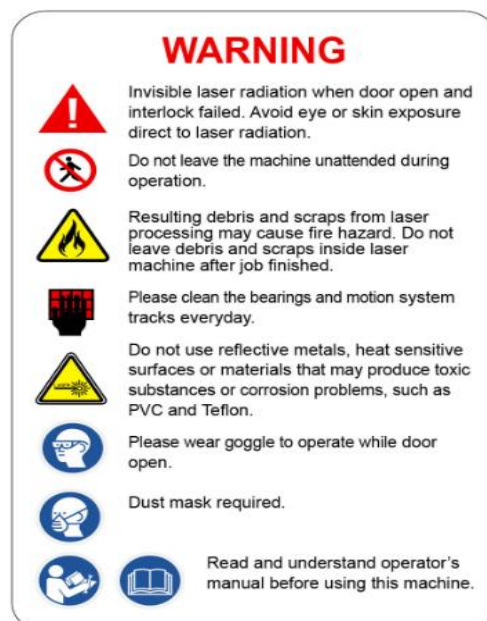 WARNING
Invisible laser radiation when door open and
interlock failed. Avoid eye or skin exposure
direct to laser radiation.
Do not leave the machine unattended during
operation.
Resulting debris and scraps from laser
processing may cause fire hazard. Do not
leave debris and scraps inside laser
machine after job finished.
Please clean the bearings and motion system
tracks everyday.
Do not use reflective metals, heat sensitive
surfaces or materials that may produce toxic
substances or corrosion problems, such as
PVC and Teflon.
Please wear goggle to operate while door
open.
Dust mask required.
Read and understand operator's
manual before using this machine.